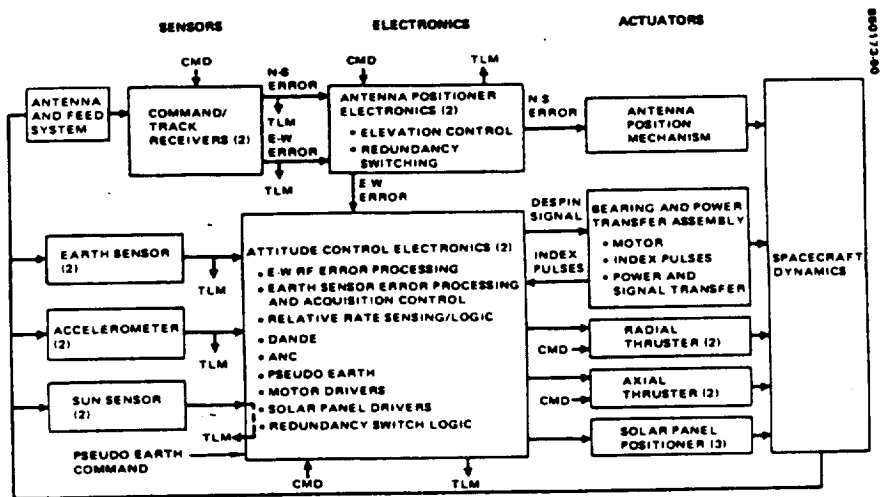 SENSORS
ELECTRONICS
ACTUATORS
880173-00
CMD
N-S
ERROR
CMD
TLM
ANTENNA
AND FEED
SYSTEM
COMMAND/
TRACK
RECEIVERS (2)
TLM
E-W
ERROR
TLM
ANTENNA POSITIONER
ELECTRONICS (2)
• ELEVATION CONTROL
• REDUNDANCY
SWITCHING
N S
ERROR
ANTENNA
POSITION
MECHANISM
E W
ERROR
DESPIN
SIGNAL
INDEX
PULSES
BEARING AND POWER
TRANSFER ASSEMBLY
• MOTOR
• INDEX PULSES
• POWER AND
SIGNAL TRANSFER
SPACECRAFT
DYNAMICS
EARTH SENSOR
(2)
TLM
ACCELEROMETER
(2)
TLM
SUN SENSOR
(2)
TLM
PSEUDO EARTH
COMMAND
ATTITUDE CONTROL ELECTRONICS (2)
• E-W RF ERROR PROCESSING
• EARTH SENSOR ERROR PROCESSING
AND ACQUISITION CONTROL
• RELATIVE RATE SENSING/LOGIC
• DANDE
• ANC
• PSEUDO EARTH
• MOTOR DRIVERS
• SOLAR PANEL DRIVERS
• REDUNDANCY SWITCH LOGIC
CMD
TLM
CMD
RADIAL
THRUSTER (2)
CMD
AXIAL
THRUSTER (2)
SOLAR PANEL
POSITIONER (3)